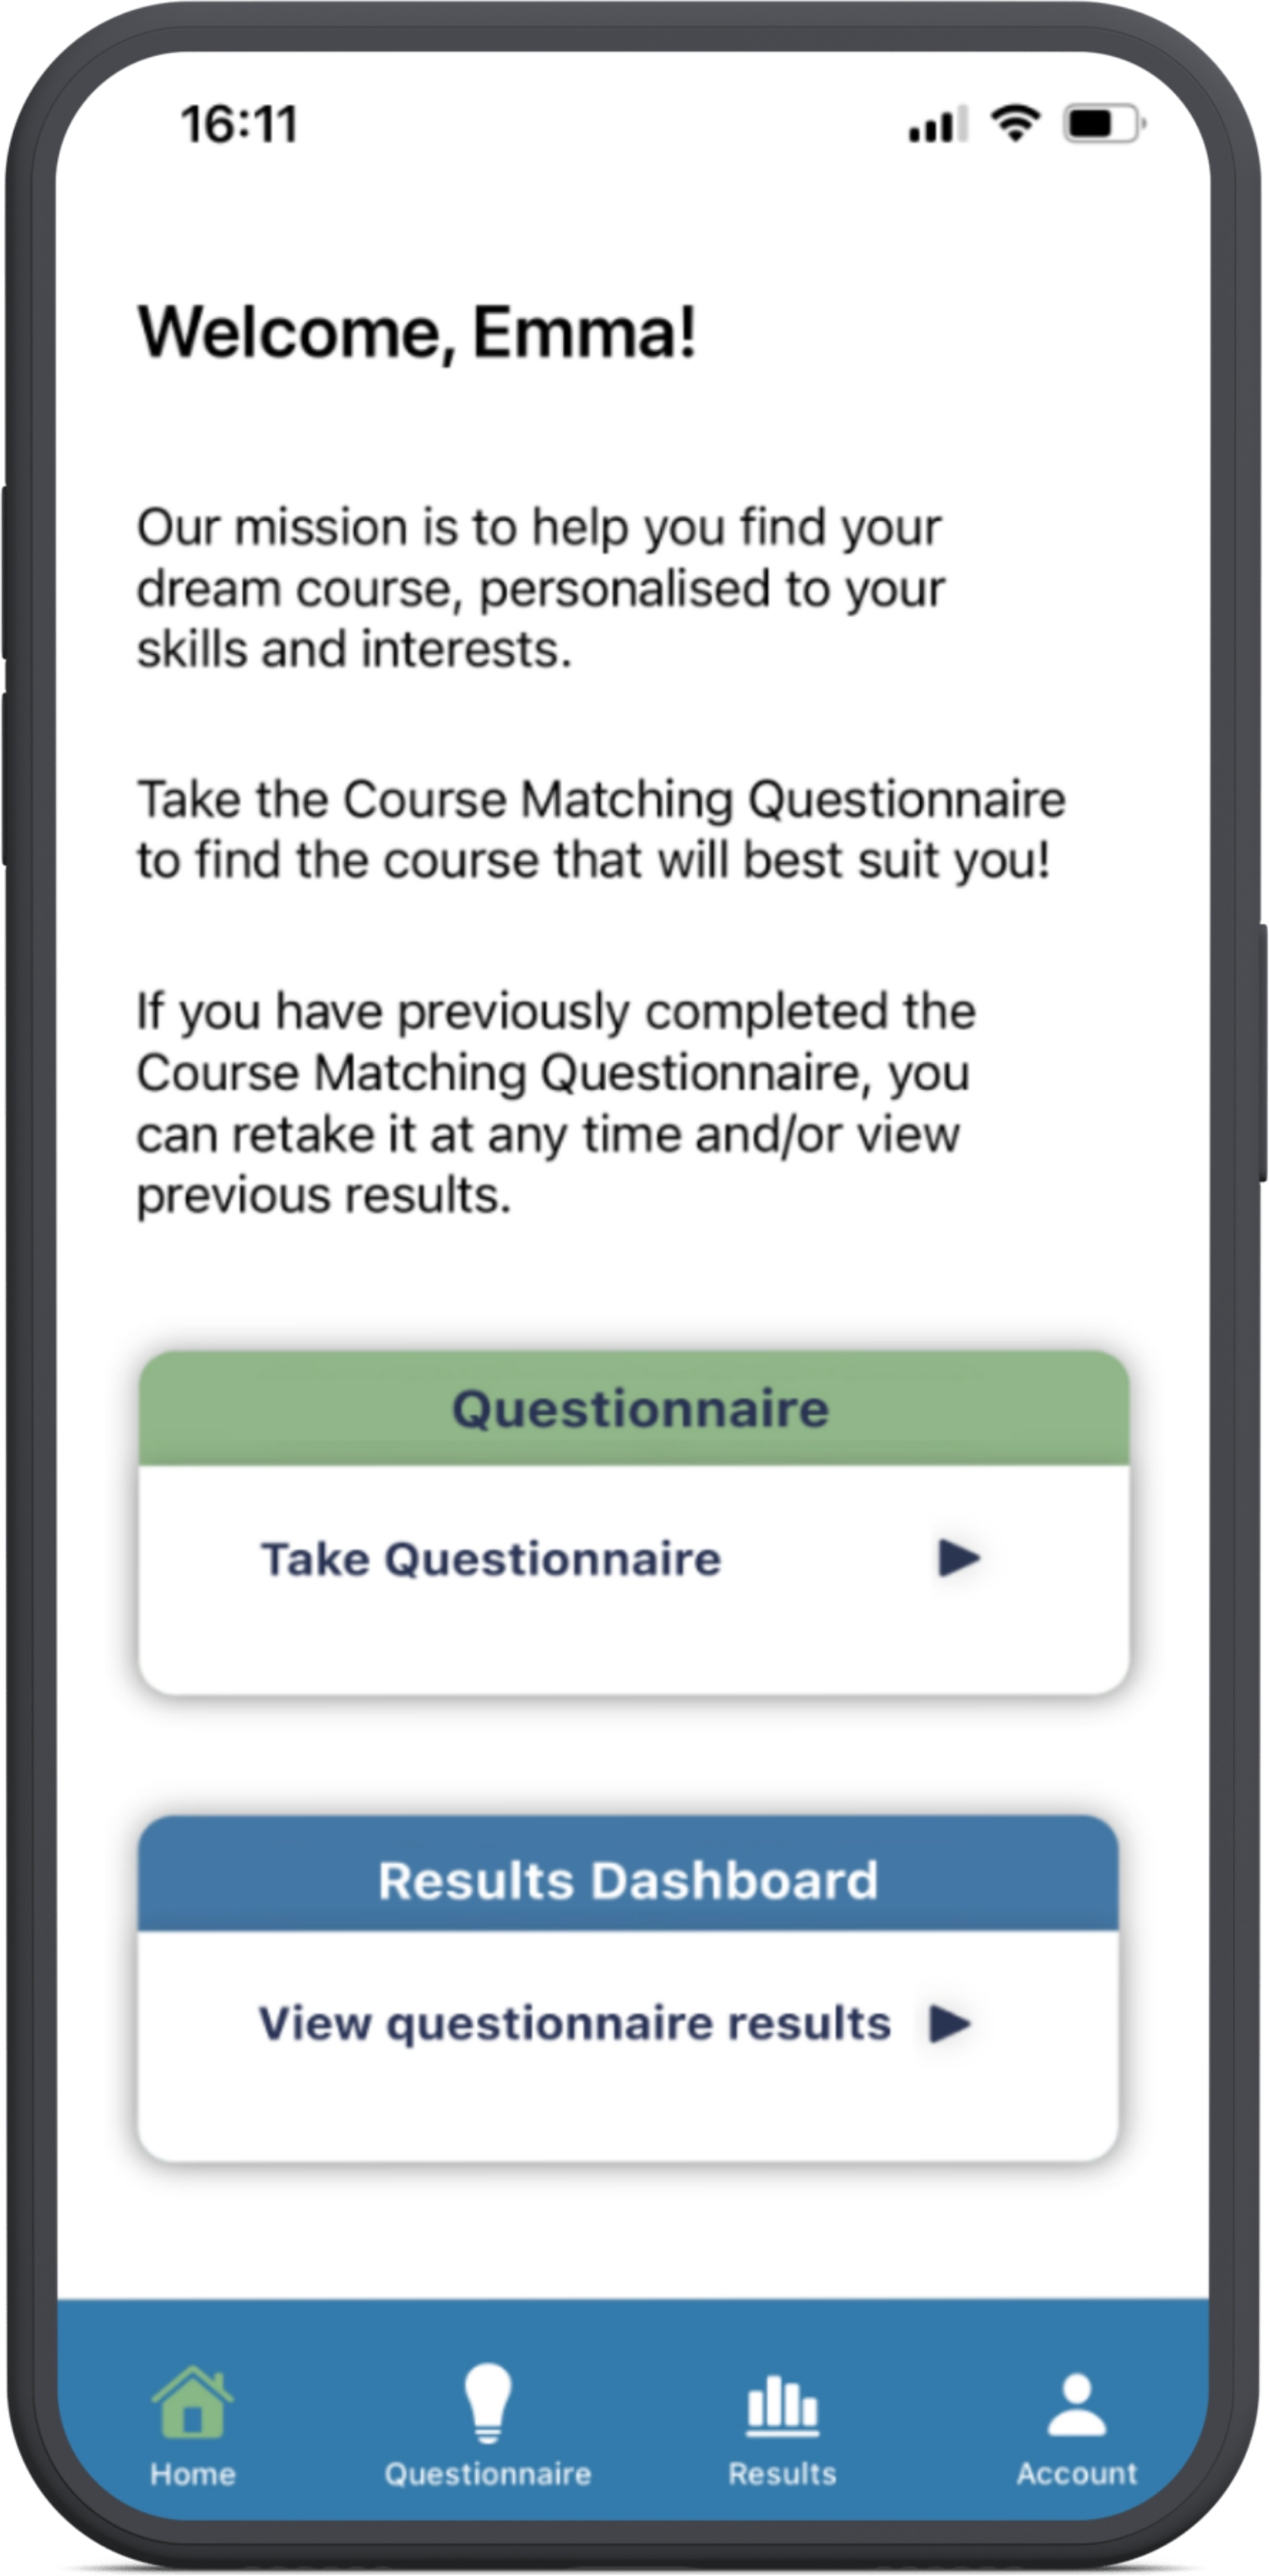 16:11
Welcome, Emma!
Our mission is to help you find your
dream course, personalised to your
skills and interests.
Take the Course Matching Questionnaire
to find the course that will best suit you!
If you have previously completed the
Course Matching Questionnaire, you
can retake it at any time and/or view
previous results.
Questionnaire
Take Questionnaire
Results Dashboard
View questionnaire results
Home Questionnaire Results Account